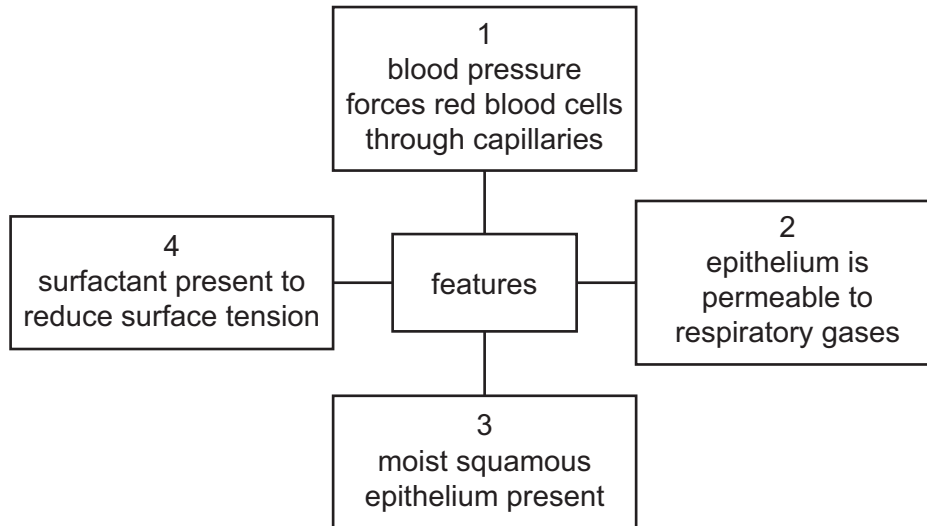 1
blood pressure
forces red blood cells
through capillaries
4
surfactant present to
reduce surface tension
features
2
epithelium is
permeable to
respiratory gases
3
moist squamous
epithelium present